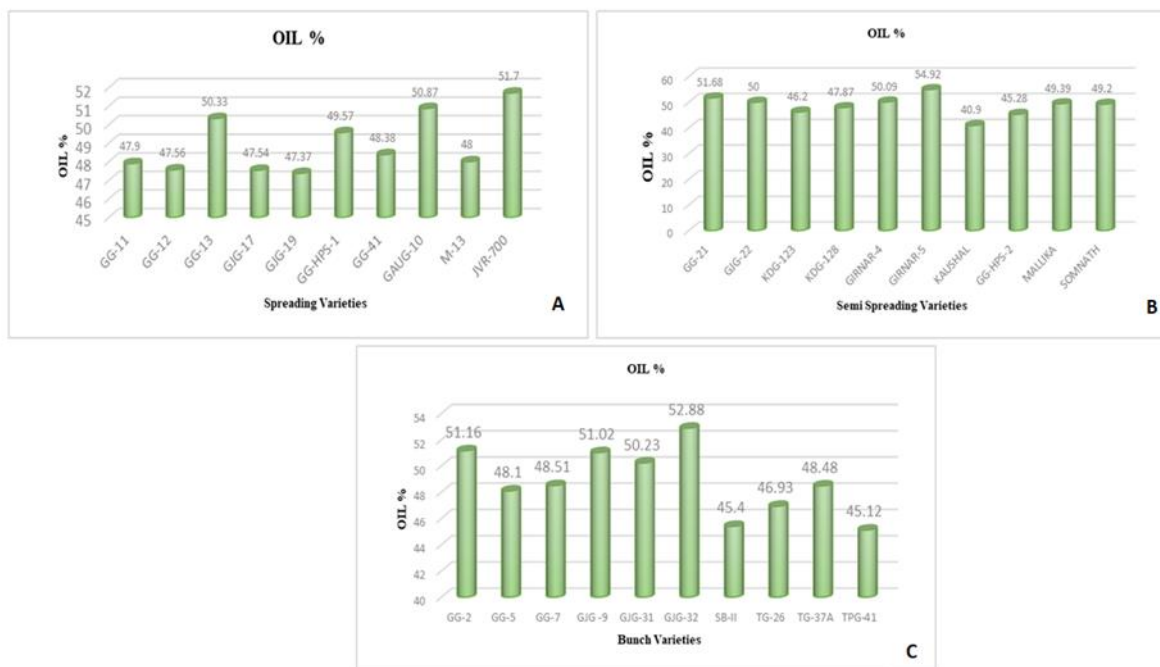 OIL %
52
51
50
49
48
47
46
45
OIL %
47.9
47.56
50.33
47.54
47.37
49.57
48.38
50.87
48
51.7
GG-11
GG-12
GG-13
GJG-17
GJG-19
GG-HPS-1
GG-41
GAUG-10
M-13
JVR-700
Spreading Varieties
A
OIL %
60
50
40
30
20
10
0
OIL %
51.68
50
46.2
47.87
50.09
54.92
40.9
45.28
49.39
49.2
GG-21
GJG-22
KDG-123
KDG-128
GIRNAR-4
GIRNAR-5
KAUSHAL
GG-HPS-2
MALLIKA
SOMNATH
Semi Spreading Varieties
B
OIL %
54
52
50
48
46
44
42
40
OIL %
51.16
48.1
48.51
51.02
50.23
52.88
45.4
46.93
48.48
45.12
GG-2
GG-5
GG-7
GJG -9
GJG-31
GJG-32
SB-II
TG-26
TG-37A
TPG-41
Bunch Varieties
C